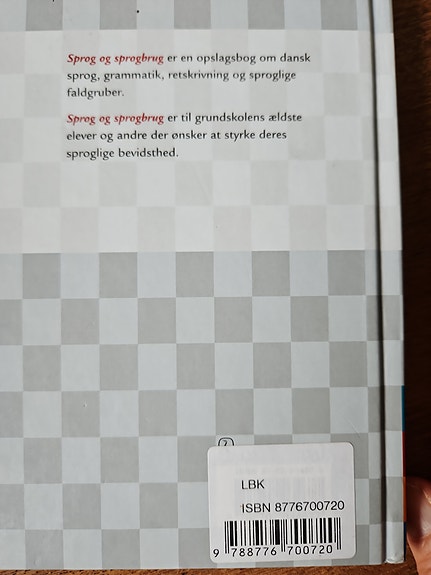 Sprog og sprogbrug er en opslagsbog om dansk
sprog, grammatik, retskrivning og sproglige
faldgruber.
Sprog og sprogbrug er til grundskolens ældste
elever og andre der ønsker at styrke deres
sproglige bevidsthed.
?
LBK
ISBN 8776700720
9 788776 700720